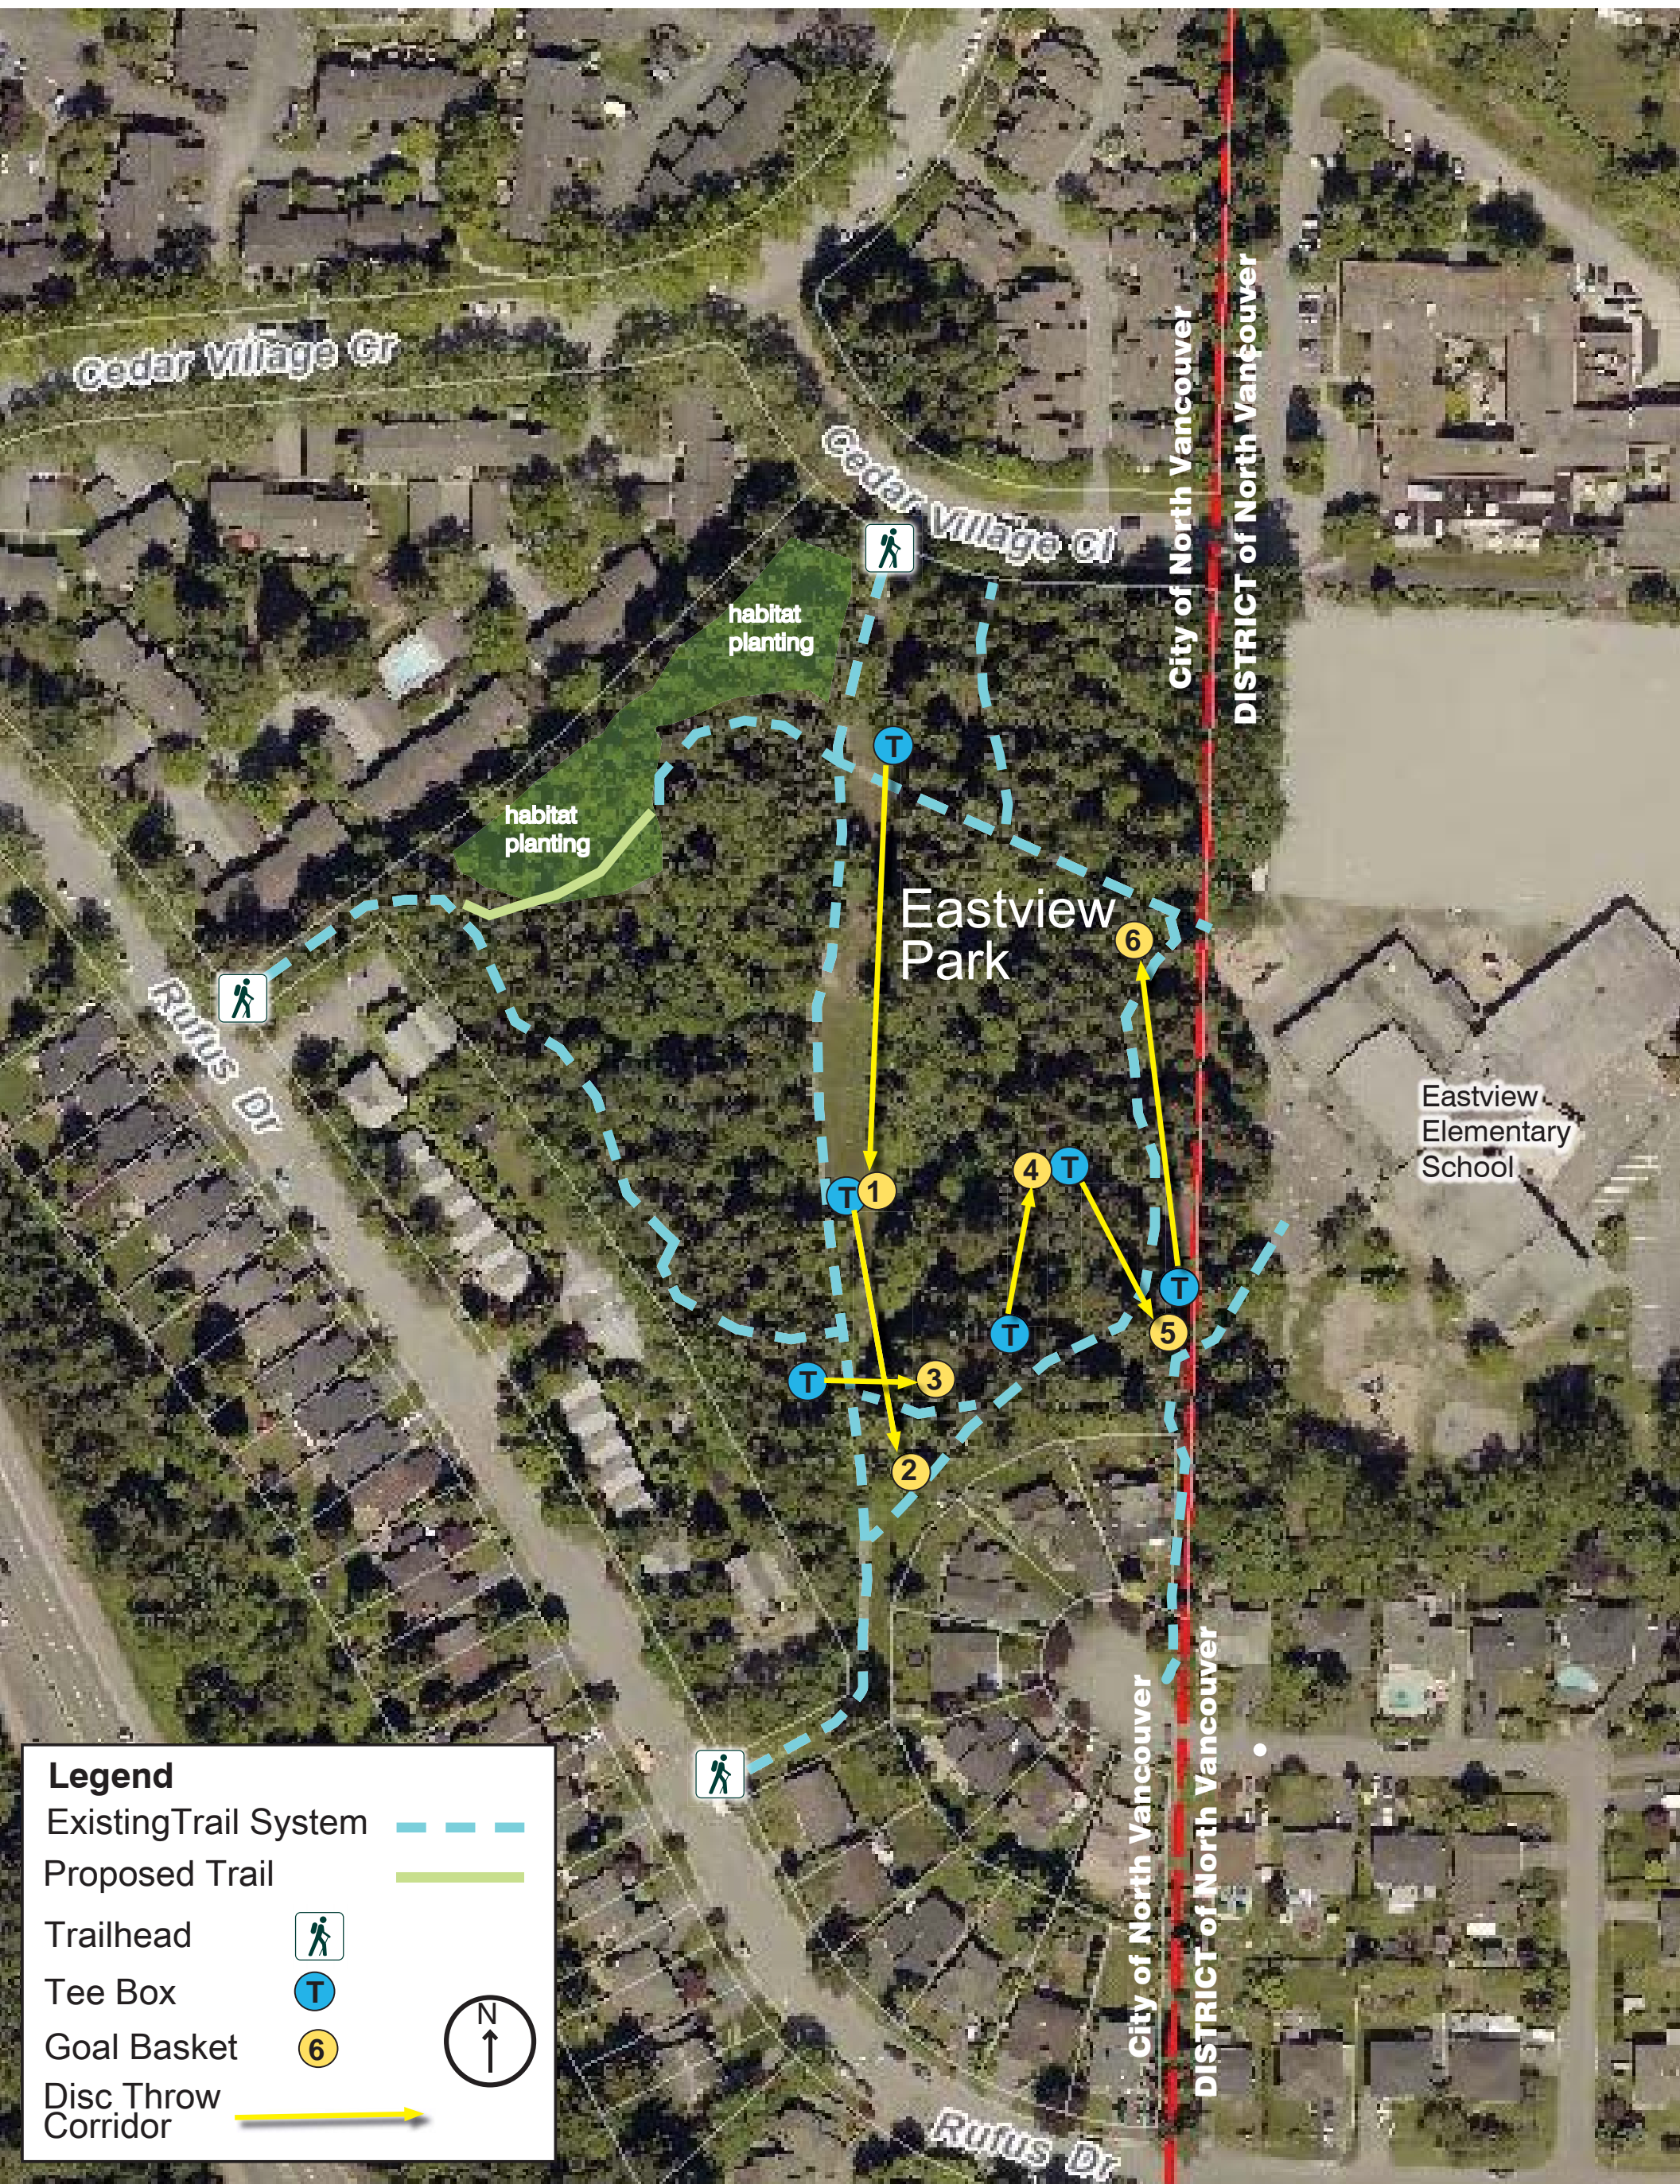 Cedar Village Cr
Cedar Village Cl
City of North Vancouver
DISTRICT of North Vancouver
habitat
planting
T
habitat
planting
Eastview
Park
6
Rufus Dr
Eastview
Elementary
School
4
T
T
1
T
T
5
T
3
2
City of North Vancouver
DISTRICT of North Vancouver
Legend
ExistingTrail System
Proposed Trail
Trailhead
Tee Box
T
N
Goal Basket
6
Disc Throw
Corridor
Rufus Dr